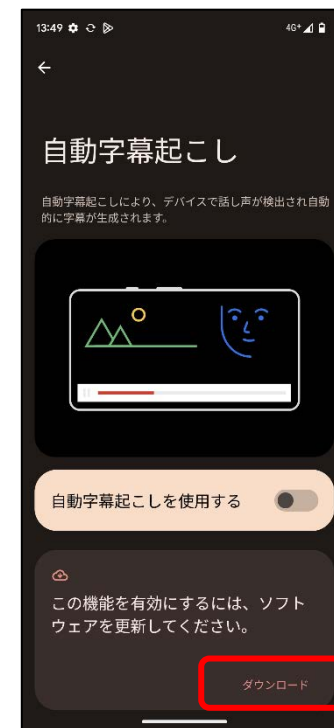 13:49 4G+
自動字幕起こし
自動字幕起こしにより、デバイスで話し声が検出され自動
的に字幕が生成されます。
自動字幕起こしを使用する
この機能を有効にするには、ソフト
ウェアを更新してください。
ダウンロード